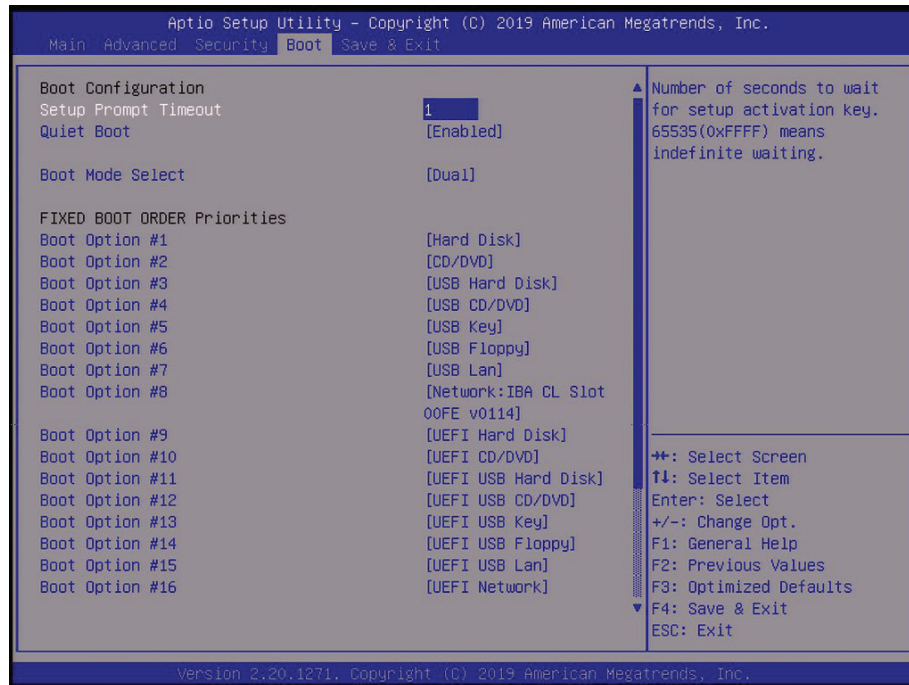 Aptio Setup Utility – Copyright (C) 2019 American Megatrends, Inc.
Main Advanced Security Boot Save & Exit
Boot Configuration
Setup Prompt Timeout 1
Quiet Boot [Enabled]
Boot Mode Select [Dual]
FIXED BOOT ORDER Priorities
Boot Option #1 [Hard Disk]
Boot Option #2 [CD/DVD]
Boot Option #3 [USB Hard Disk]
Boot Option #4 [USB CD/DVD]
Boot Option #5 [USB Key]
Boot Option #6 [USB Floppy]
Boot Option #7 [USB Lan]
Boot Option #8 [Network:IBA CL Slot
00FE v0114]
Boot Option #9 [UEFI Hard Disk]
Boot Option #10 [UEFI CD/DVD]
Boot Option #11 [UEFI USB Hard Disk]
Boot Option #12 [UEFI USB CD/DVD]
Boot Option #13 [UEFI USB Key]
Boot Option #14 [UEFI USB Floppy]
Boot Option #15 [UEFI USB Lan]
Boot Option #16 [UEFI Network]
Number of seconds to wait
for setup activation key.
65535(0xFFFF) means
indefinite waiting.
→←: Select Screen
↑↓: Select Item
Enter: Select
+/-: Change Opt.
F1: General Help
F2: Previous Values
F3: Optimized Defaults
F4: Save & Exit
ESC: Exit
Version 2.20.1271. Copyright (C) 2019 American Megatrends, Inc.